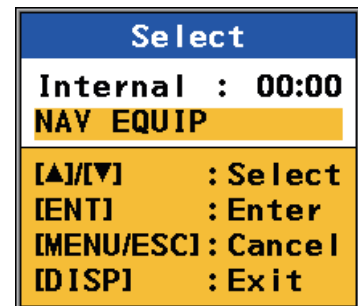 Select
Internal : 00:00
NAV EQUIP
[▲]/[▼] :Select
[ENT] :Enter
[MENU/ESC]:Cancel
[DISP] :Exit